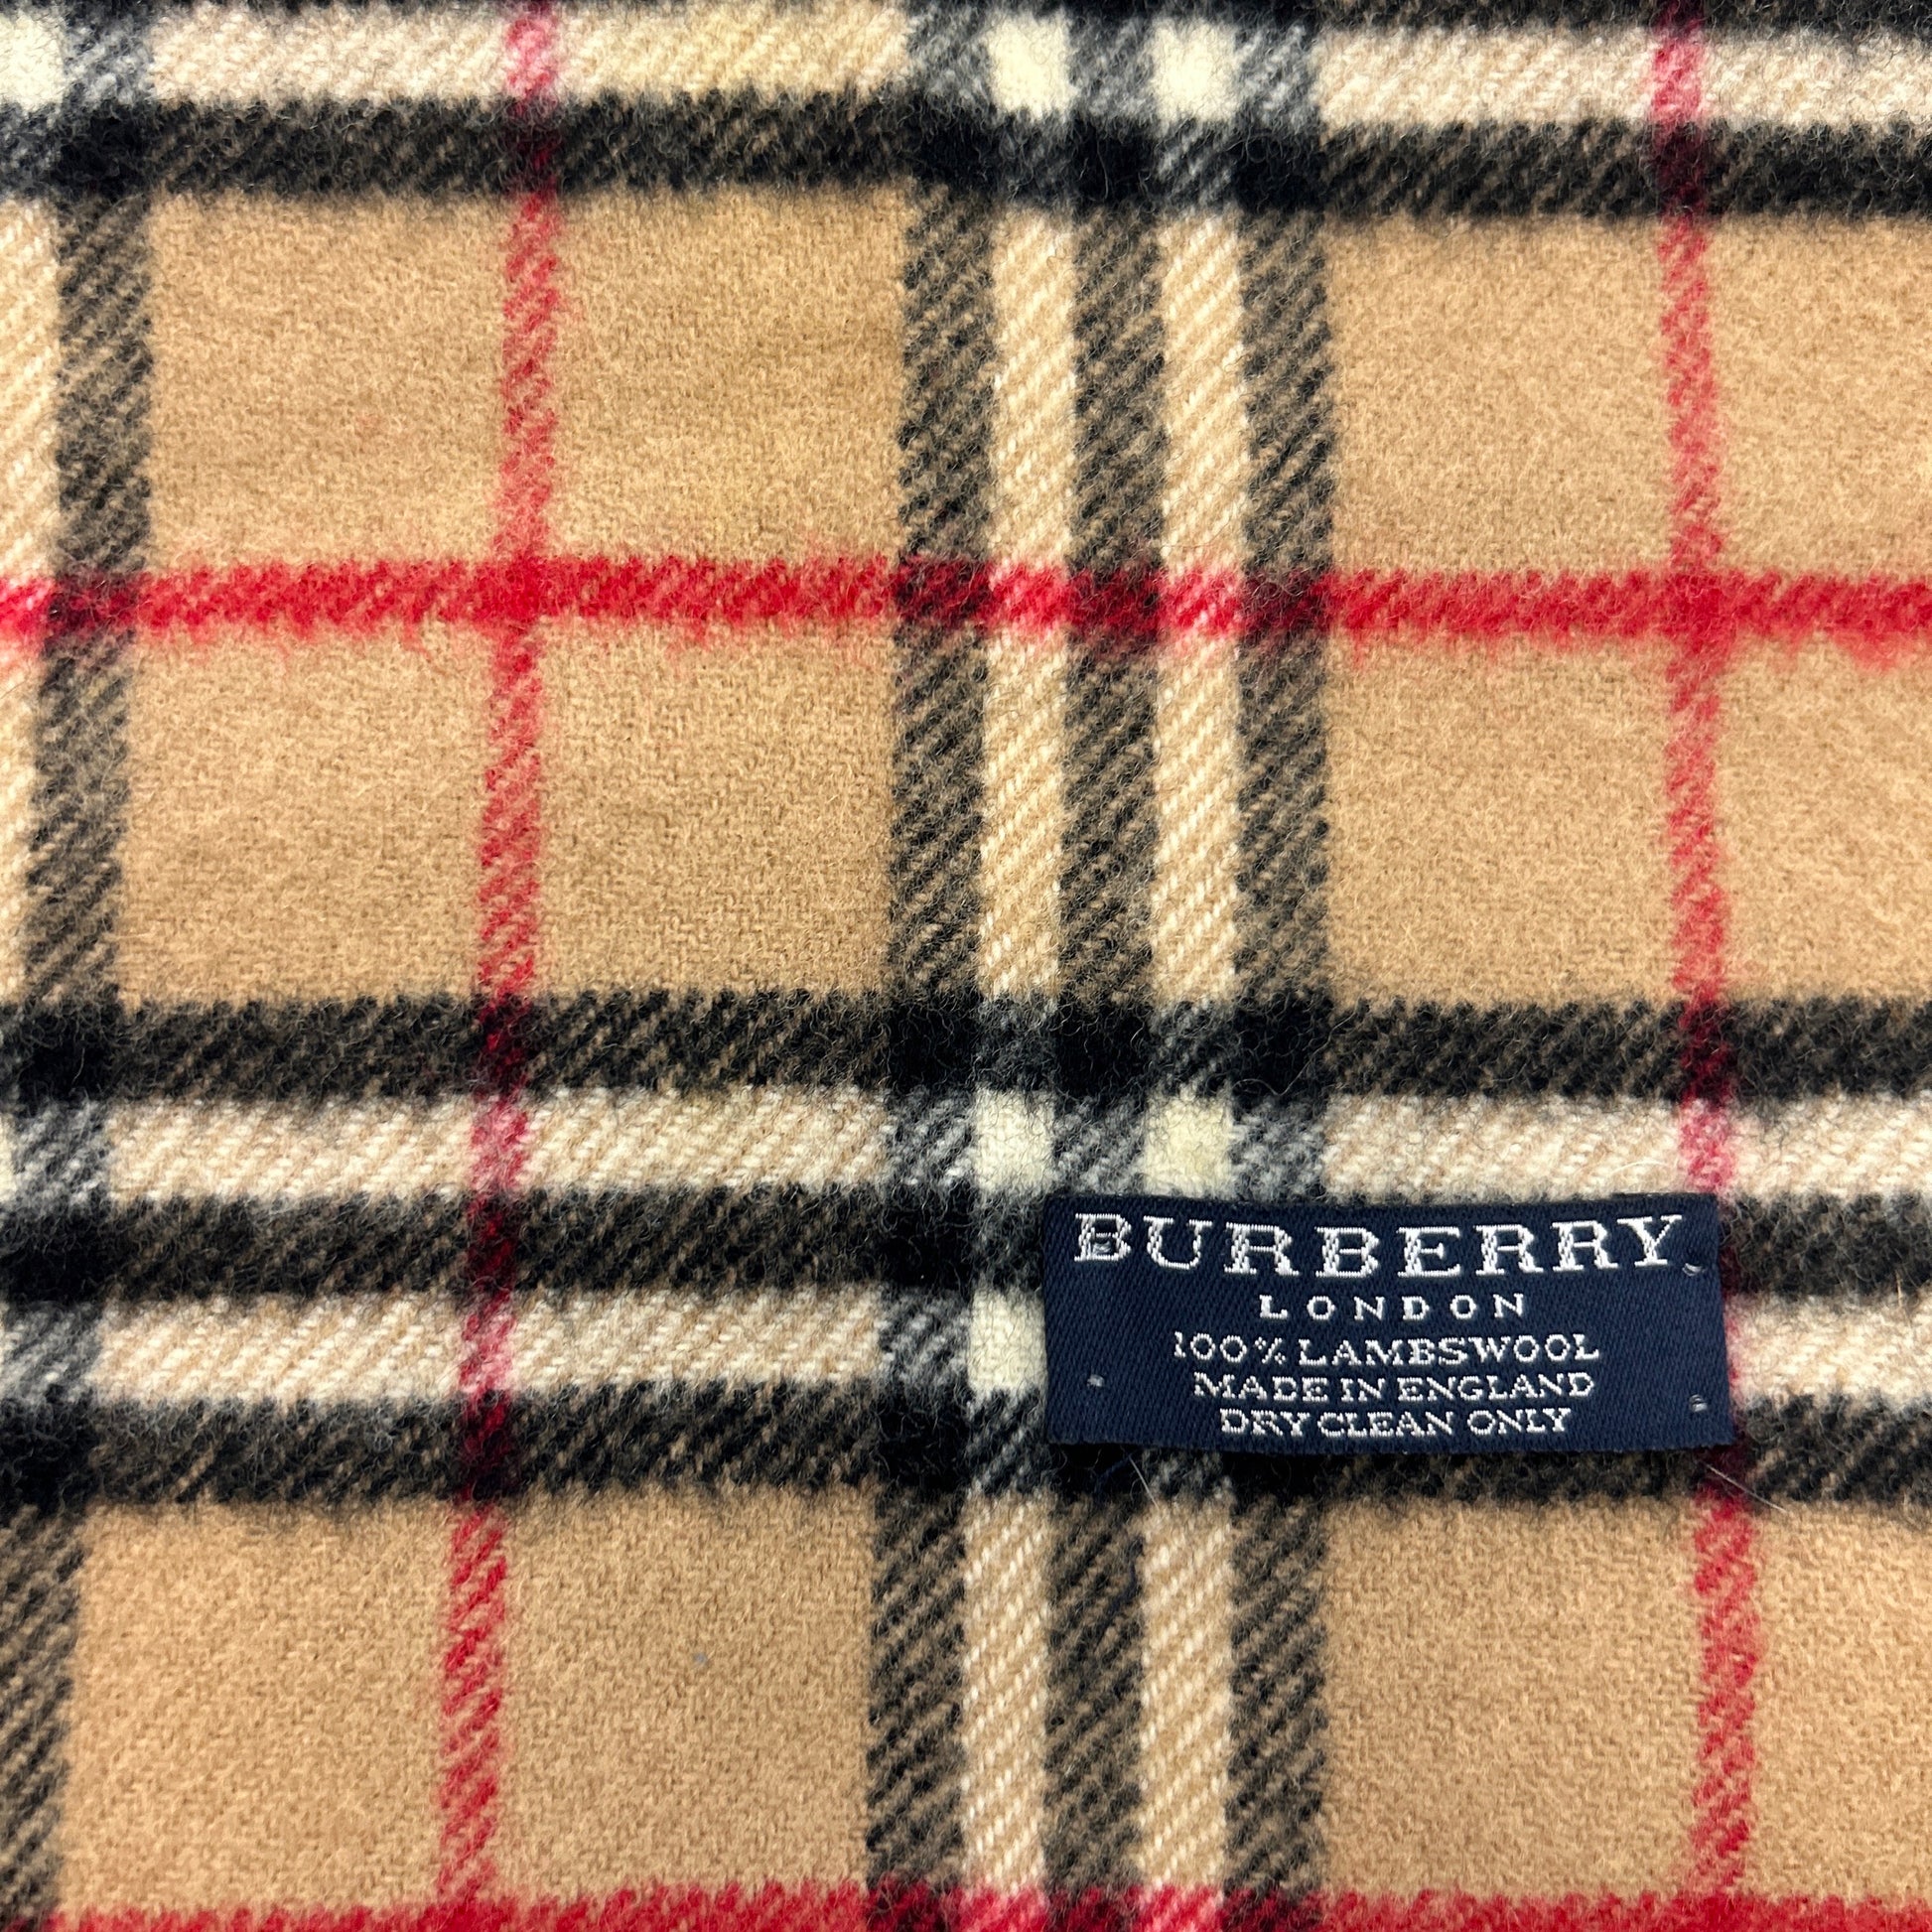 BURBERRY
LONDON
100% LAMBSWOOL
MADE IN ENGLAND
DRY CLEAN ONLY